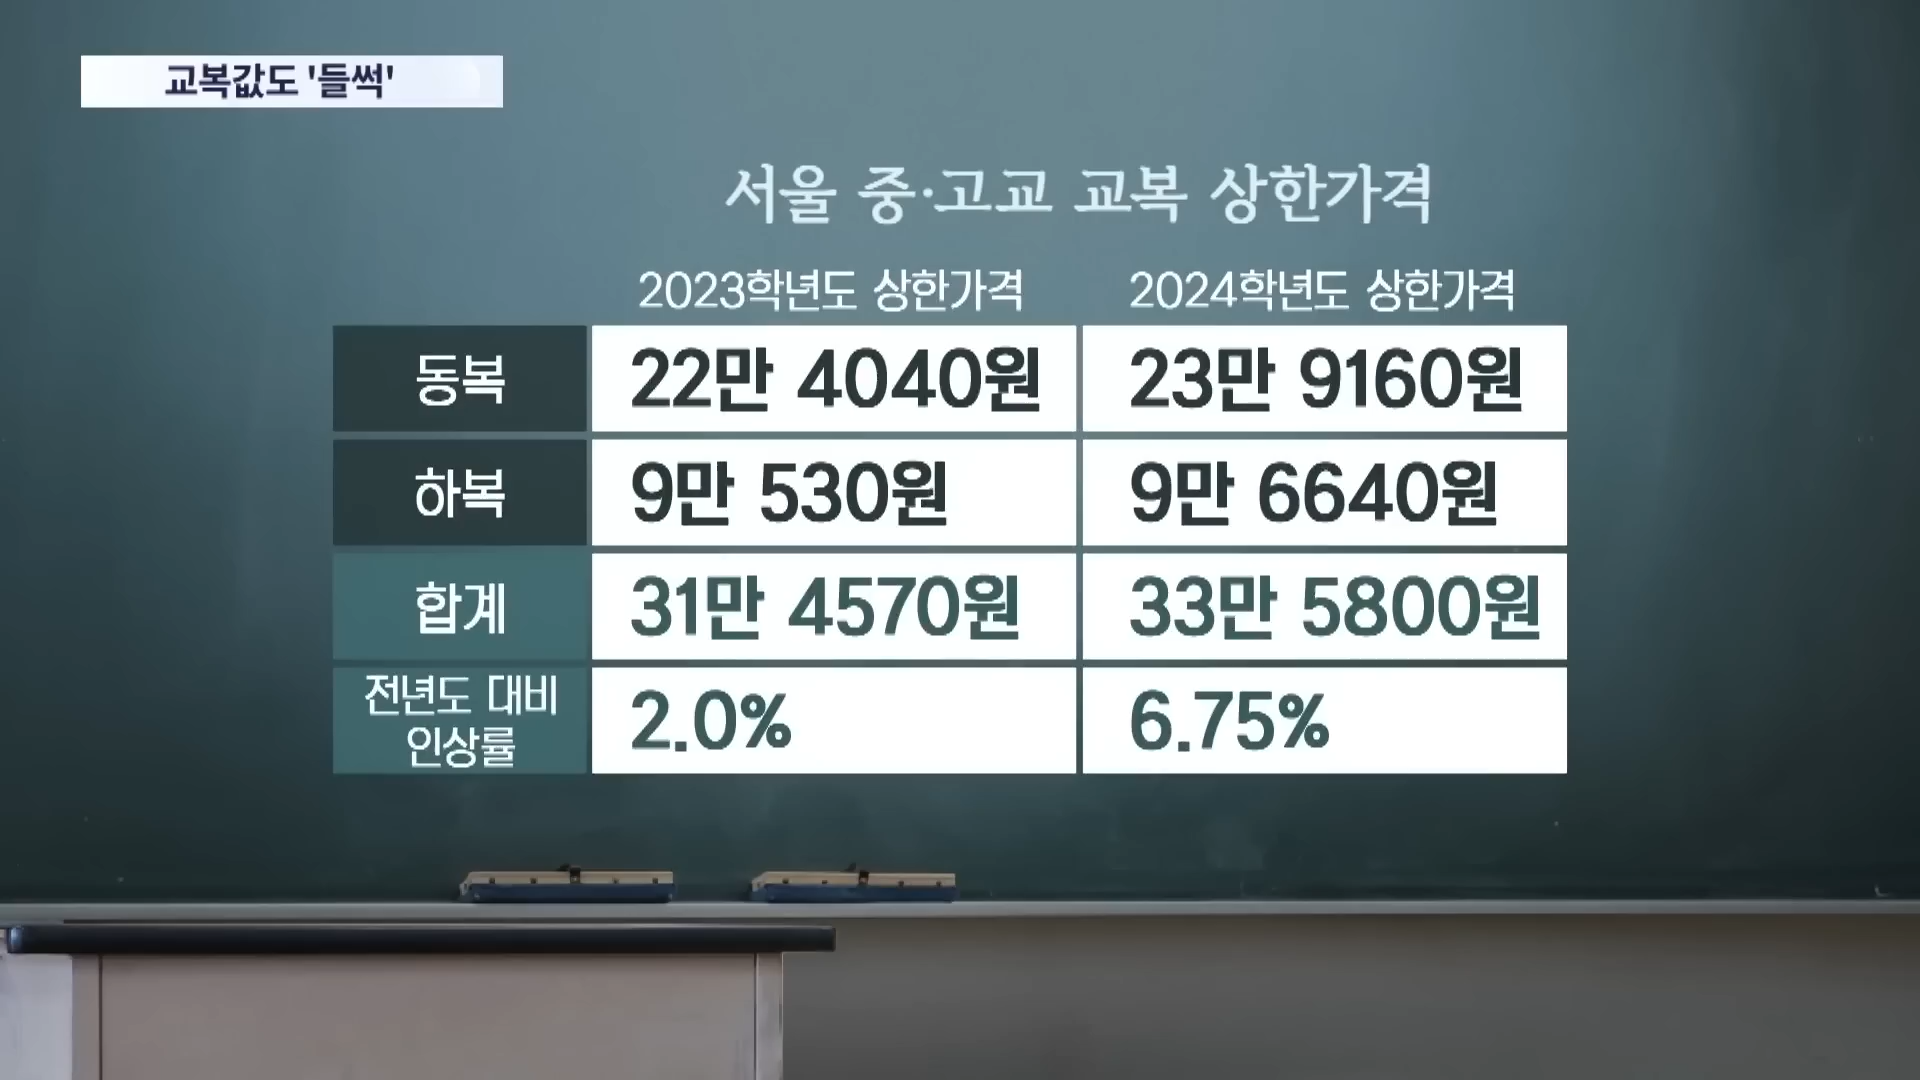 교복값도 '들썩'
서울 중·고교 교복 상한가격
2023학년도 상한가격 2024학년도 상한가격
동복 22만 4040원 23만 9160원
하복 9만 530원 9만 6640원
합계 31만 4570원 33만 5800원
전년도 대비
인상률 2.0% 6.75%